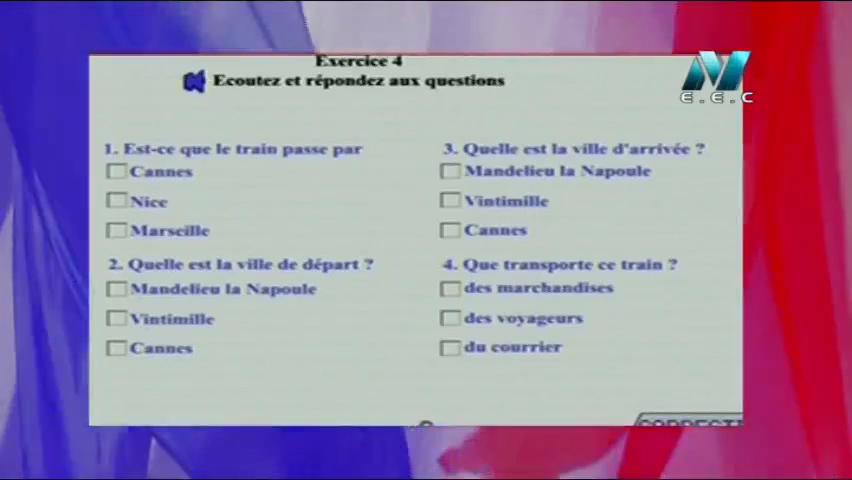 Exercice 4
Ecoutez et répondez aux questions
N
E.E.C
1. Est-ce que le train passe par
Cannes
Nice
Marseille
2. Quelle est la ville de départ ?
Mandelieu la Napoule
Vintimille
Cannes
3. Quelle est la ville d'arrivée ?
Mandelieu la Napoule
Vintimille
Cannes
4. Que transporte ce train ?
des marchandises
des voyageurs
du courrier